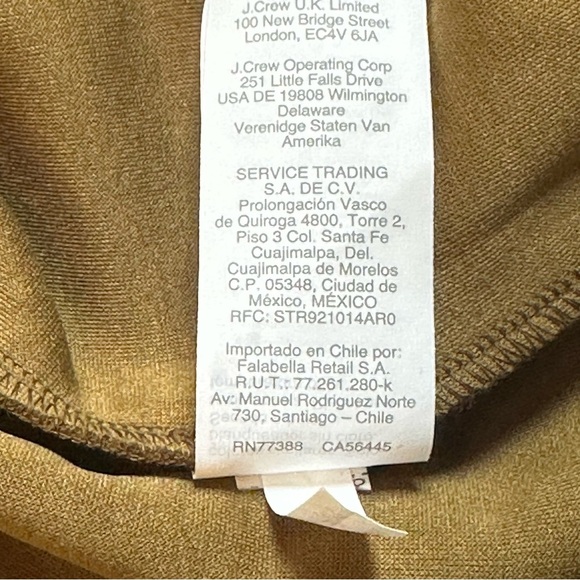 J.Crew U.K. Limited
100 New Bridge Street
London, EC4V 6JA
J.Crew Operating Corp
251 Little Falls Drive
USA DE 19808 Wilmington
Delaware
Verenidge Staten Van
Amerika
SERVICE TRADING
S.A. DE C.V.
Prolongación Vasco
de Quiroga 4800, Torre 2,
Piso 3 Col. Santa Fe
Cuajimalpa, Del.
Cuajimalpa de Morelos
C.P. 05348, Ciudad de
México, MÉXICO
RFC: STR921014AR0
Importado en Chile por:
Falabella Retail S.A.
R.U.T.: 77.261.280-k
Av: Manuel Rodriguez Norte
730, Santiago – Chile
RN77388 CA56445